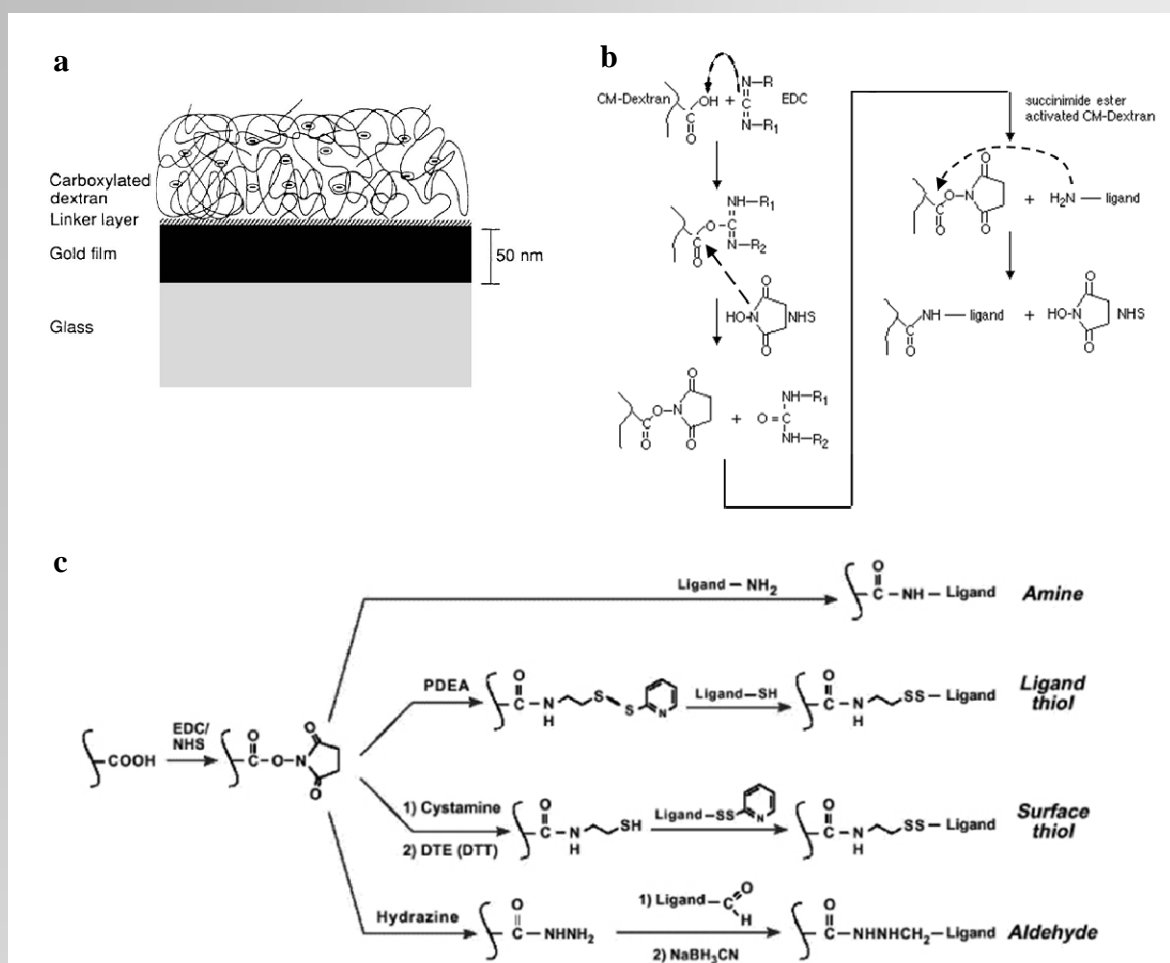 a
Carboxylated
dextran
Linker layer
Gold film
50 nm
Glass
b
CM-Dextran
OH + N–R EDC
C
C
O
N–R₁
NH–R₁
O
C
C
N–R₂
O
O
HO–N NHS
O
O
O
O–N
C
O
O
+
NH–R₁
O=C
NH–R₂
succinimide ester
activated CM-Dextran
O
O–N
C
O
O
+ H₂N — ligand
NH — ligand
C
O
+
O
HO–N NHS
O
c
COOH
EDC/
NHS
O
C–O–N
O
O
Ligand – NH₂
O
C–NH–Ligand
Amine
PDEA
O
C–N
H
S
S
N
Ligand–SH
O
C–N
H
SS–Ligand
Ligand
thiol
1) Cystamine
2) DTE (DTT)
O
C–N
H
SH
Ligand–SS
N
O
C–N
H
SS–Ligand
Surface
thiol
Hydrazine
O
C–NHNH₂
1) Ligand–C
O
H
2) NaBH₃CN
O
C–NHNHCH₂–Ligand
Aldehyde